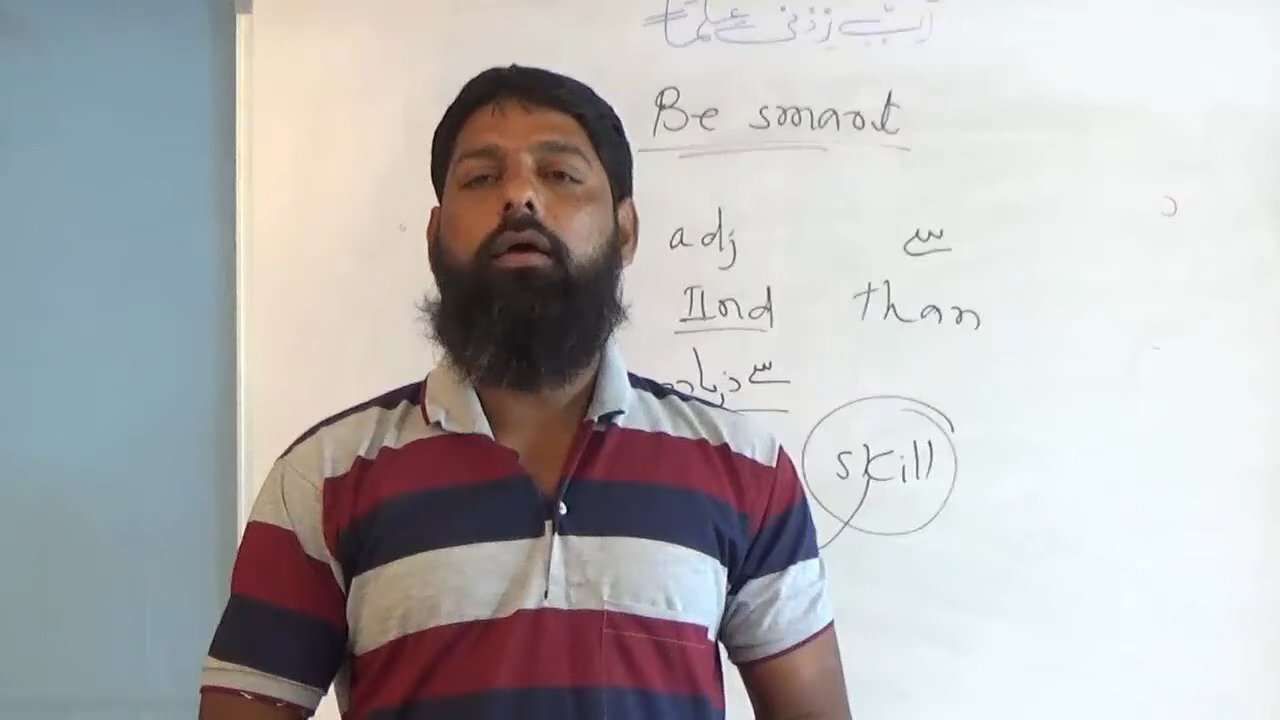 رَبِّ زِدْنِي عِلْمًا
Be smart
adj سے
IInd than
سے زیادہ
skill